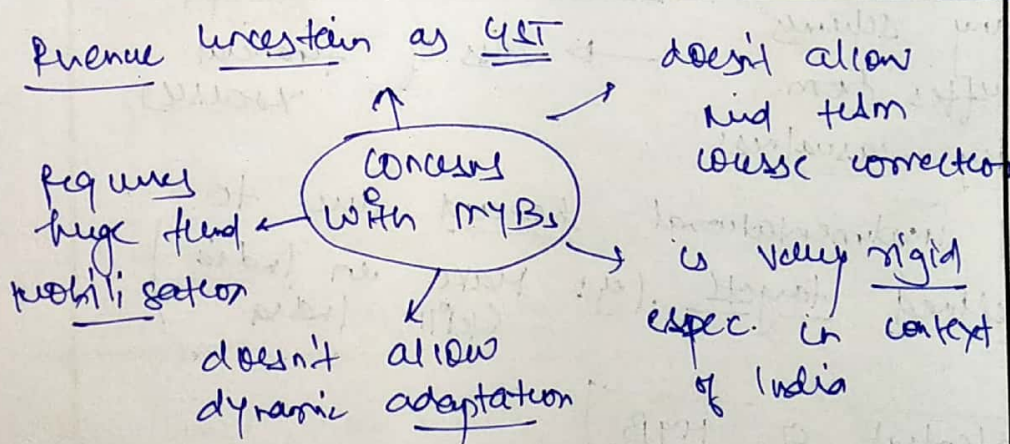 Revenue Uncertain as GST
doesn't allow
mid term
course correction
Concerns
with MYBs
Requires
huge fund
mobilisation
is very rigid
espec. in context
of India
doesn't allow
dynamic adaptation